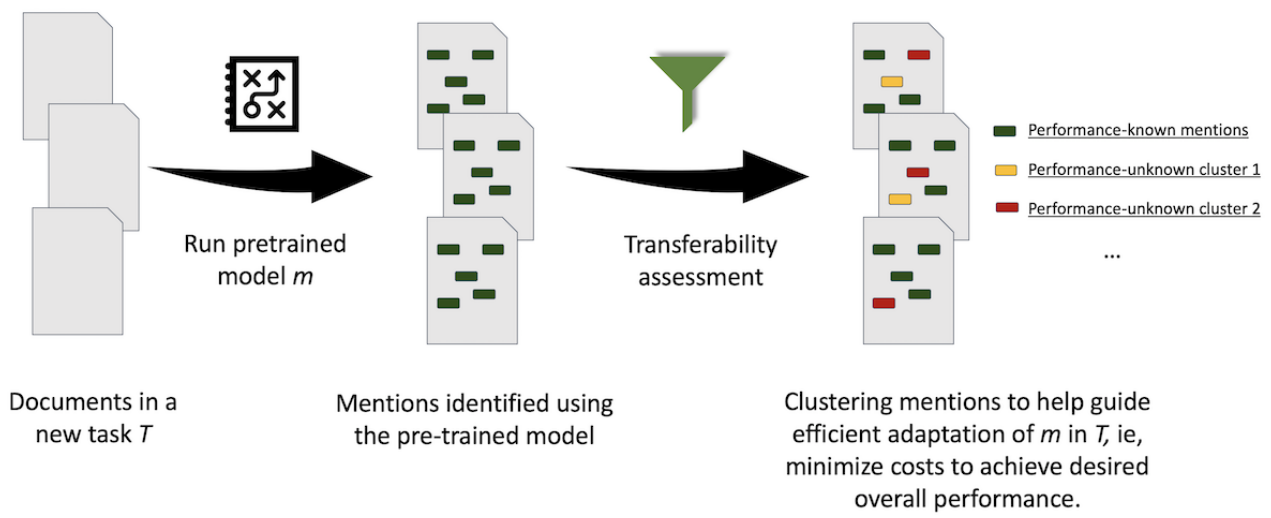 Run pretrained
model m
Transferability
assessment
Performance-known mentions
Performance-unknown cluster 1
Performance-unknown cluster 2
...
Documents in a
new task T
Mentions identified using
the pre-trained model
Clustering mentions to help guide
efficient adaptation of m in T, ie,
minimize costs to achieve desired
overall performance.